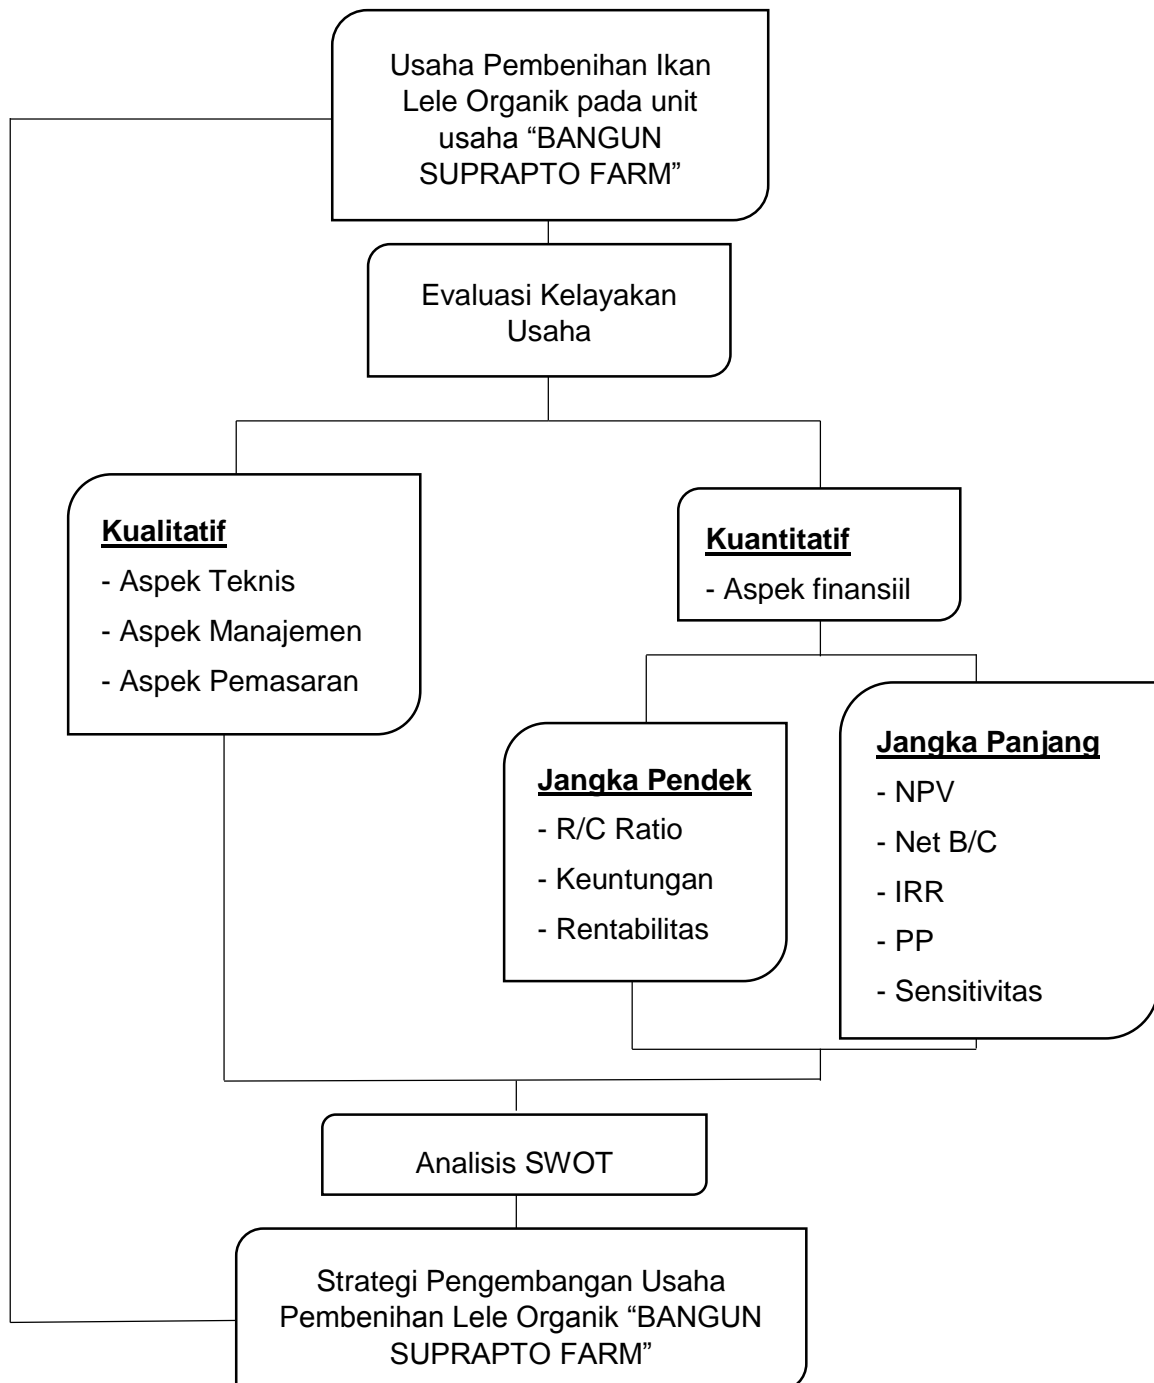 Usaha Pembenihan Ikan
Lele Organik pada unit
usaha “BANGUN
SUPRAPTO FARM”
Evaluasi Kelayakan
Usaha
Kualitatif
- Aspek Teknis
- Aspek Manajemen
- Aspek Pemasaran
Kuantitatif
- Aspek finansiil
Jangka Pendek
- R/C Ratio
- Keuntungan
- Rentabilitas
Jangka Panjang
- NPV
- Net B/C
- IRR
- PP
- Sensitivitas
Analisis SWOT
Strategi Pengembangan Usaha
Pembenihan Lele Organik “BANGUN
SUPRAPTO FARM”